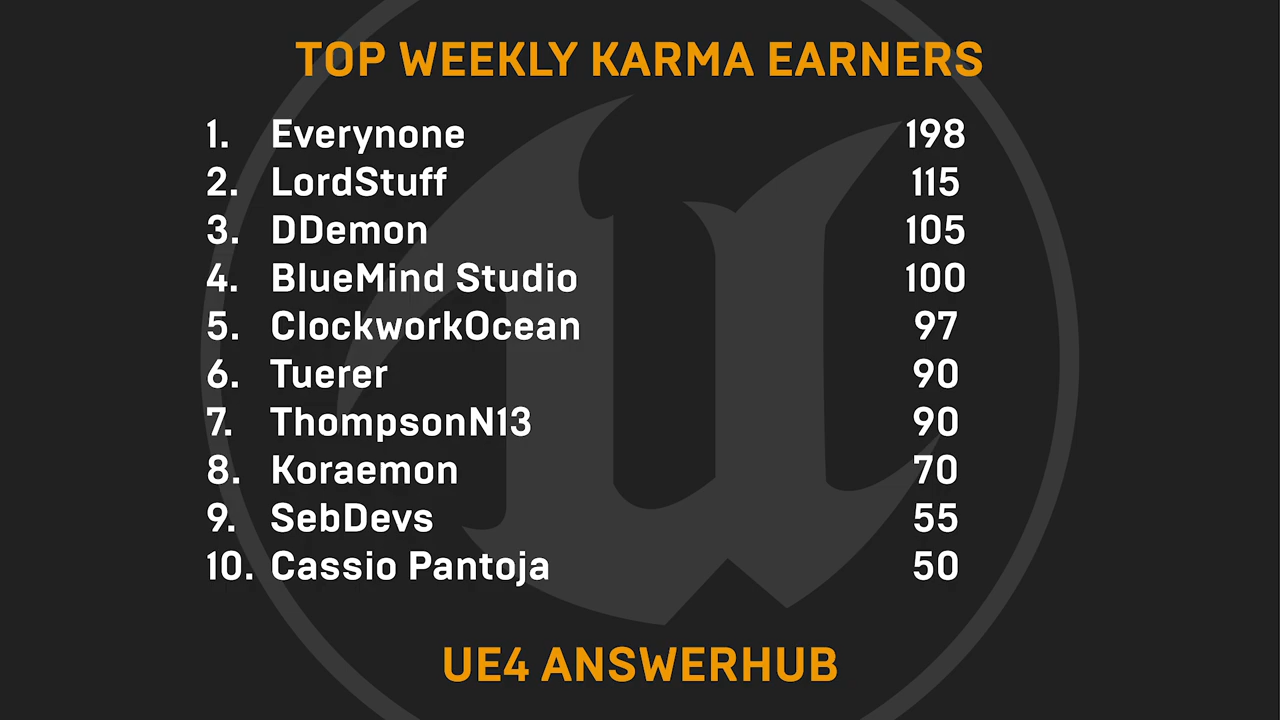 TOP WEEKLY KARMA EARNERS
1. Everynone 198
2. LordStuff 115
3. DDemon 105
4. BlueMind Studio 100
5. ClockworkOcean 97
6. Tuerer 90
7. ThompsonN13 90
8. Koraemon 70
9. SebDevs 55
10. Cassio Pantoja 50
UE4 ANSWERHUB